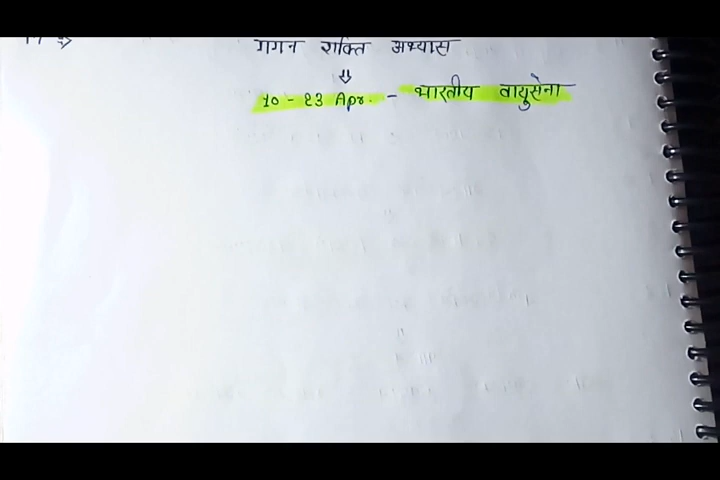 गगन शक्ति अभ्यास
⇓
10 - 23 Apr. - भारतीय वायुसेना